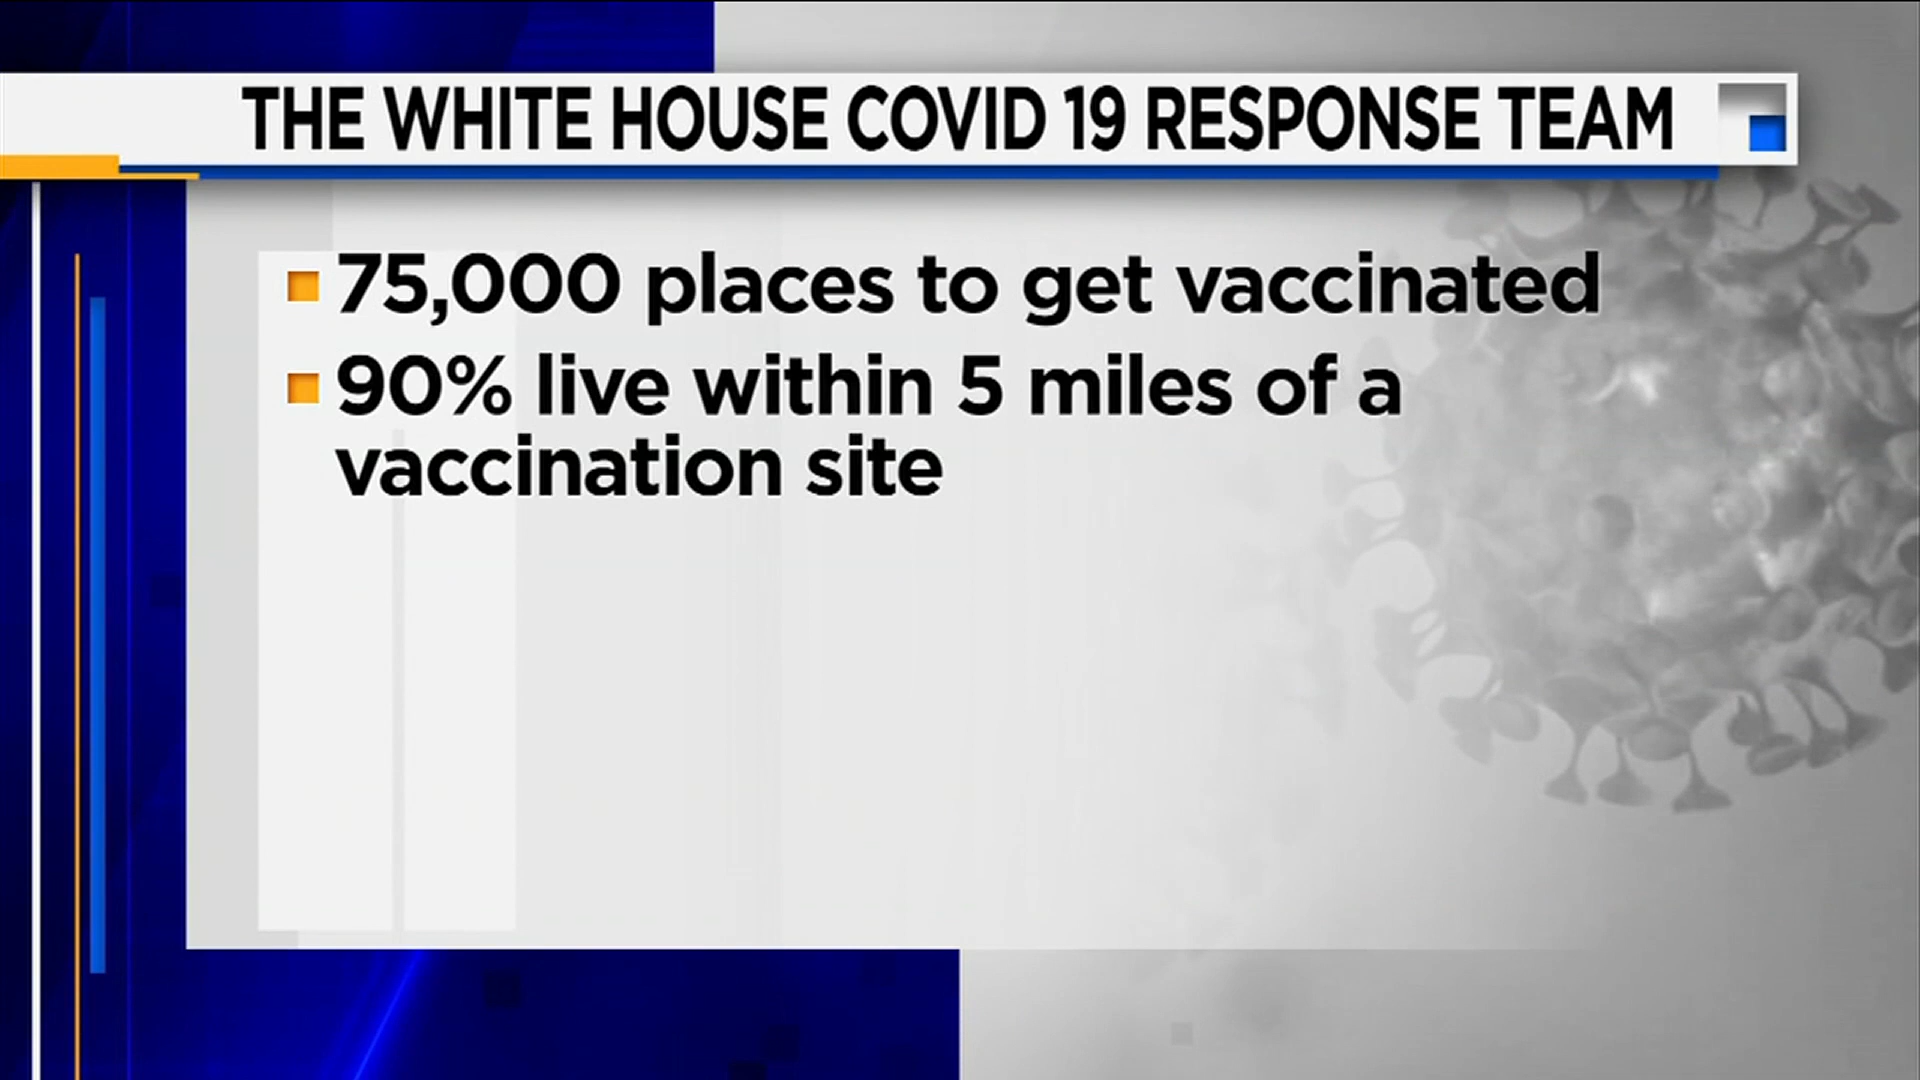 THE WHITE HOUSE COVID 19 RESPONSE TEAM
75,000 places to get vaccinated
90% live within 5 miles of a
vaccination site